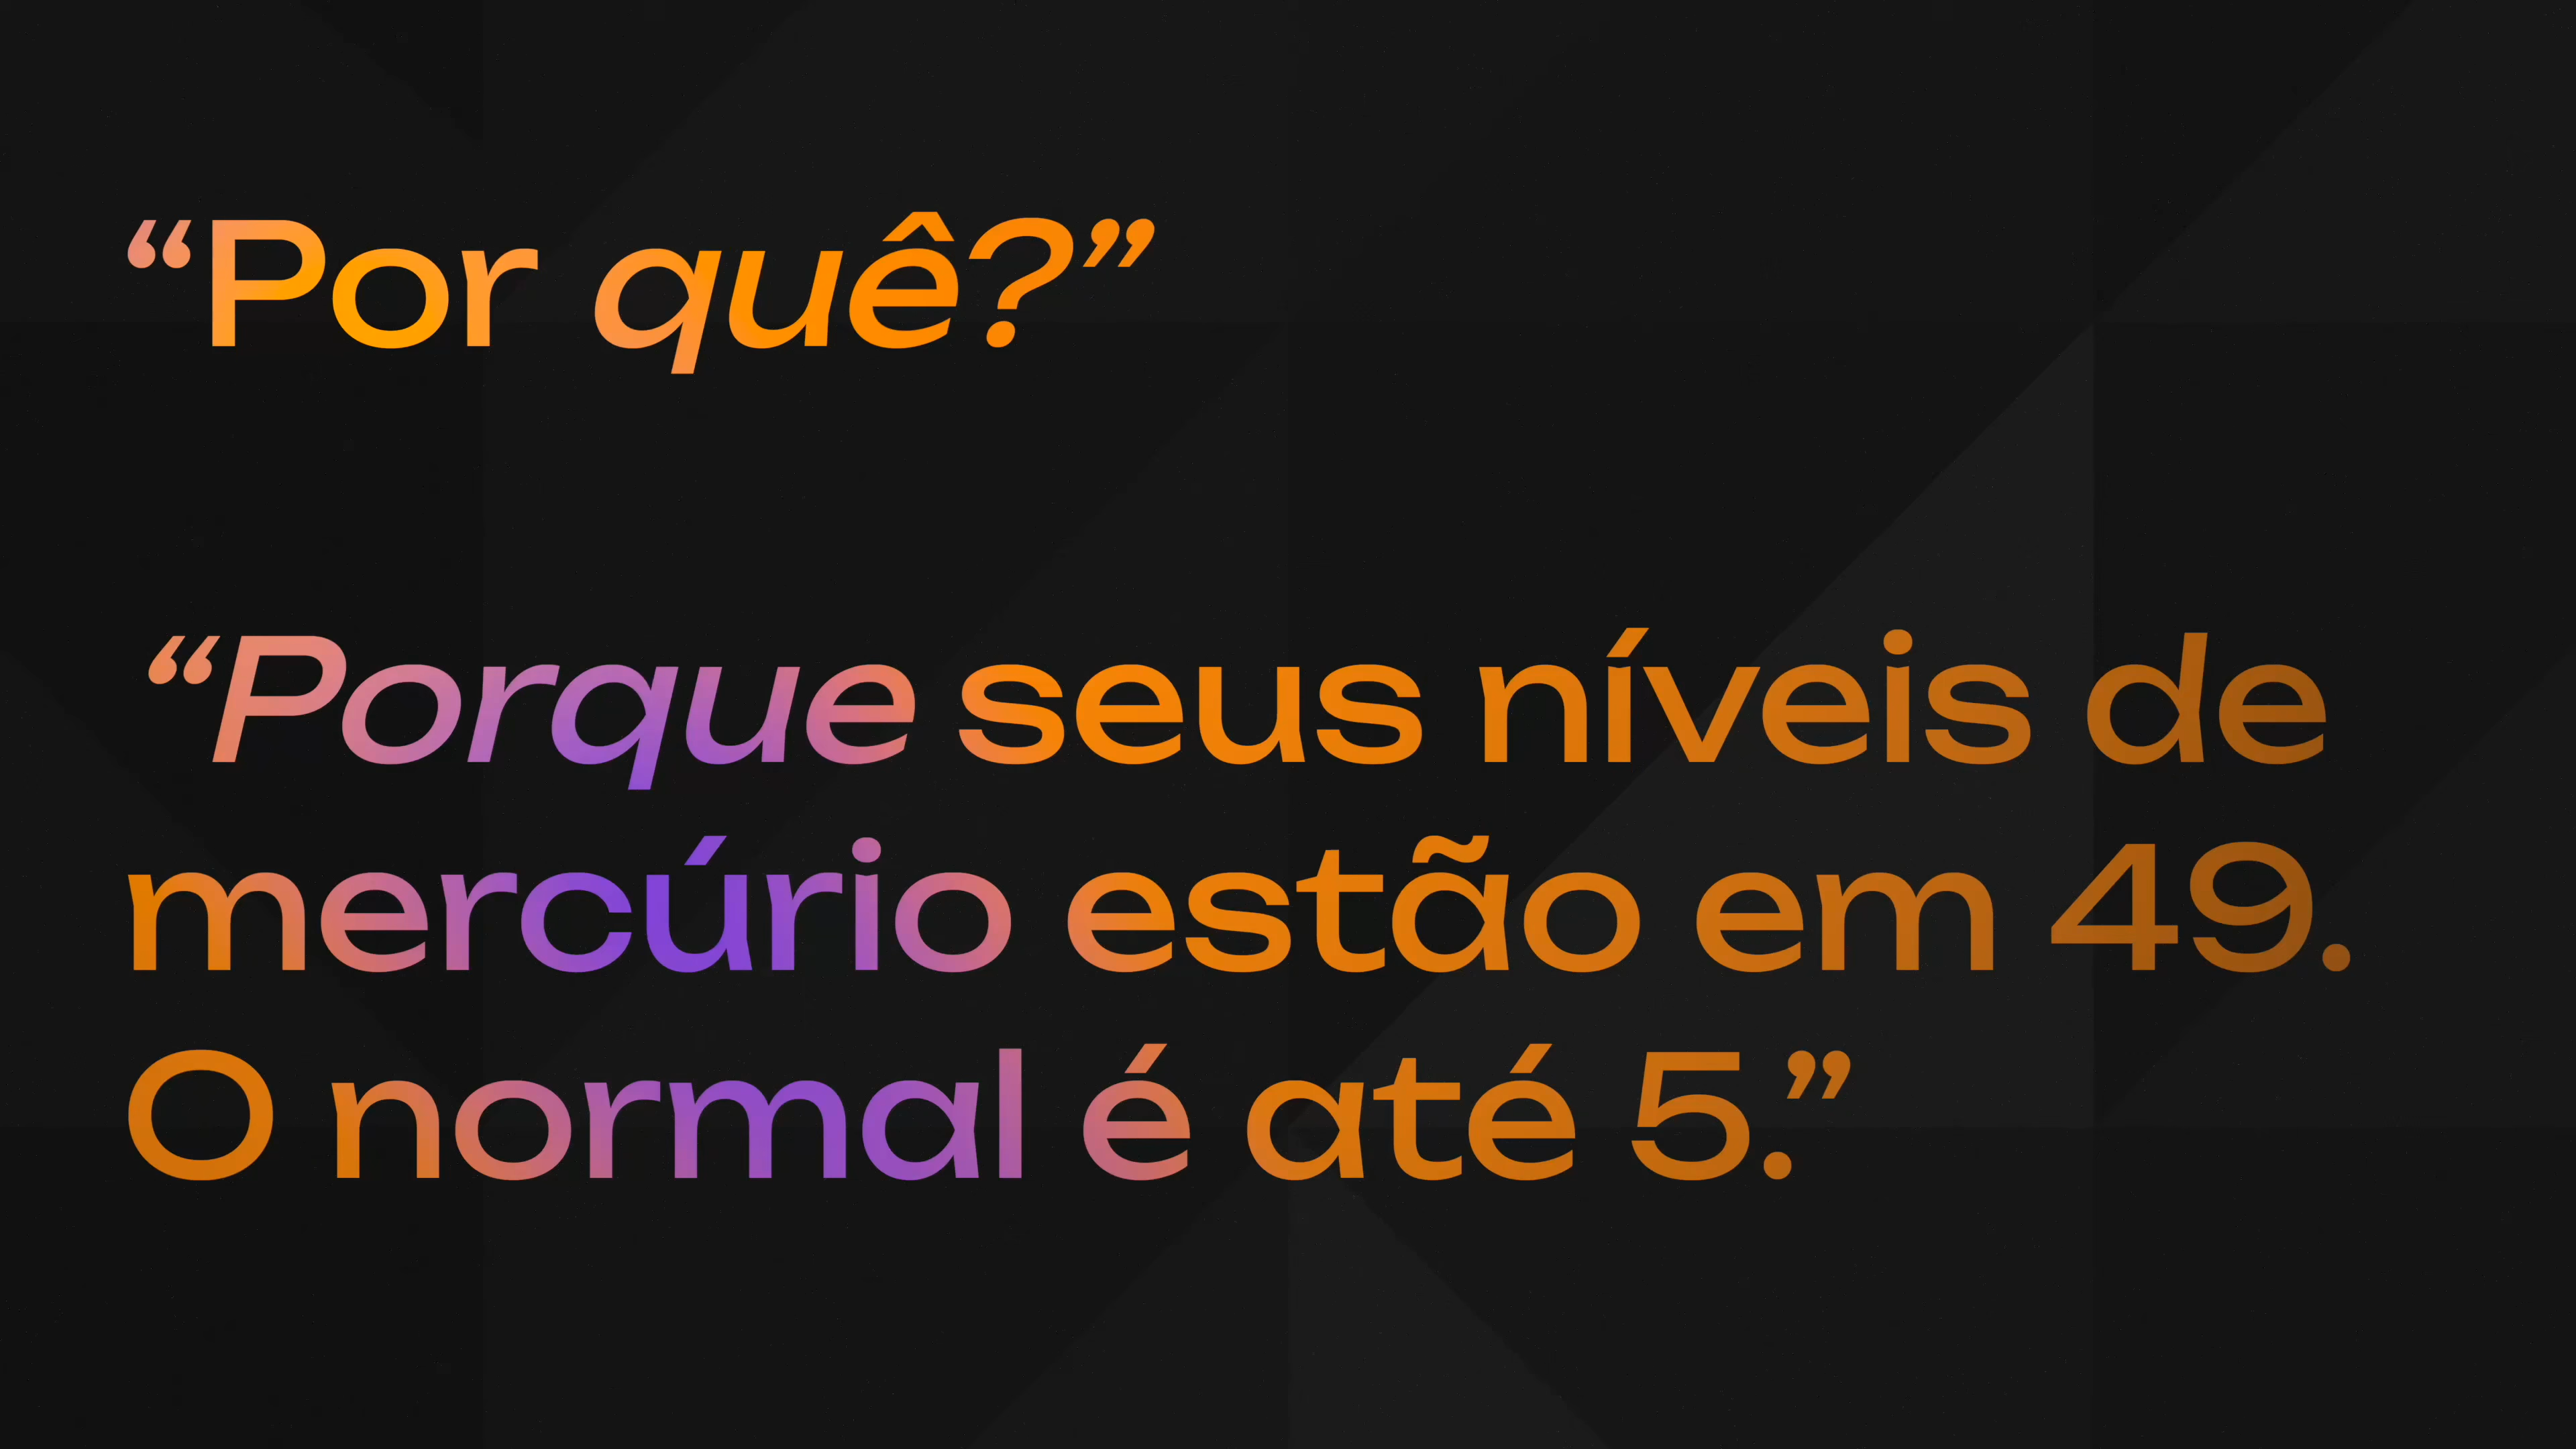 “Por quê?”
“Porque seus níveis de
mercúrio estão em 49.
O normal é até 5.”